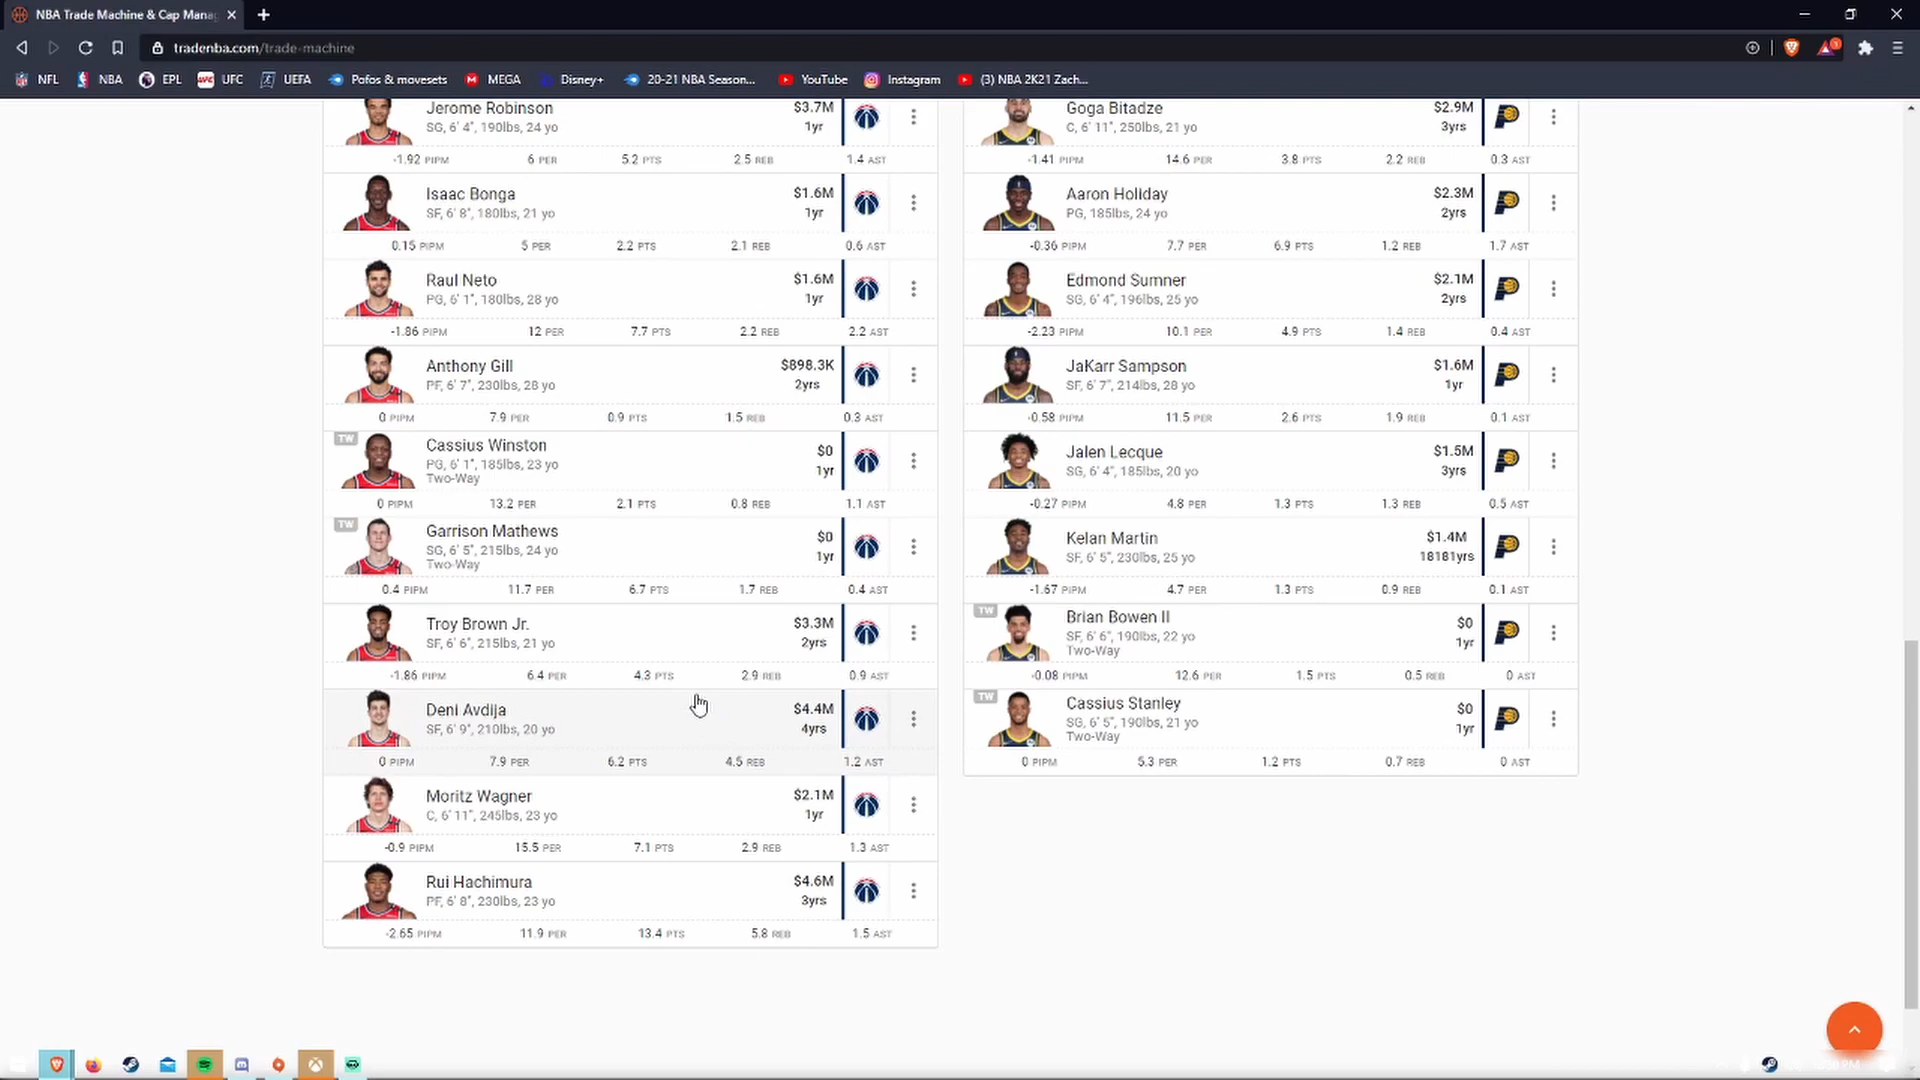 NBA Trade Machine & Cap Mana
tradenba.com/trade-machine
NFL NBA EPL UFC UEFA Pofos & movesets MEGA Disney+ 20-21 NBA Season... YouTube Instagram (3) NBA 2K21 Zach...
Jerome Robinson $3.7M
SG, 6' 4", 190lbs, 24 yo 1yr
-1.92 PIPM 6 PER 5.2 PTS 2.5 REB 1.4 AST
Isaac Bonga $1.6M
SF, 6' 8", 180lbs, 21 yo 1yr
0.15 PIPM 5 PER 2.2 PTS 2.1 REB 0.6 AST
Raul Neto $1.6M
PG, 6' 1", 180lbs, 28 yo 1yr
-1.86 PIPM 12 PER 7.7 PTS 2.2 REB 2.2 AST
Anthony Gill $898.3K
PF, 6' 7", 230lbs, 28 yo 2yrs
0 PIPM 7.9 PER 0.9 PTS 1.5 REB 0.3 AST
TW
Cassius Winston $0
PG, 6' 1", 185lbs, 23 yo 1yr
Two-Way
0 PIPM 13.2 PER 2.1 PTS 0.8 REB 1.1 AST
TW
Garrison Mathews $0
SG, 6' 5", 215lbs, 24 yo 1yr
Two-Way
0.4 PIPM 11.7 PER 6.7 PTS 1.7 REB 0.4 AST
Troy Brown Jr. $3.3M
SF, 6' 6", 215lbs, 21 yo 2yrs
-1.86 PIPM 6.4 PER 4.3 PTS 2.9 REB 0.9 AST
Deni Avdija $4.4M
SF, 6' 9", 210lbs, 20 yo 4yrs
0 PIPM 7.9 PER 6.2 PTS 4.5 REB 1.2 AST
Moritz Wagner $2.1M
C, 6' 11", 245lbs, 23 yo 1yr
-0.9 PIPM 15.5 PER 7.1 PTS 2.9 REB 1.3 AST
Rui Hachimura $4.6M
PF, 6' 8", 230lbs, 23 yo 3yrs
-2.65 PIPM 11.9 PER 13.4 PTS 5.8 REB 1.5 AST
Goga Bitadze $2.9M
C, 6' 11", 250lbs, 21 yo 3yrs
-1.41 PIPM 14.6 PER 3.8 PTS 2.2 REB 0.3 AST
Aaron Holiday $2.3M
PG, 185lbs, 24 yo 2yrs
-0.36 PIPM 7.7 PER 6.9 PTS 1.2 REB 1.7 AST
Edmond Sumner $2.1M
SG, 6' 4", 196lbs, 25 yo 2yrs
-2.23 PIPM 10.1 PER 4.9 PTS 1.4 REB 0.4 AST
JaKarr Sampson $1.6M
SF, 6' 7", 214lbs, 28 yo 1yr
-0.58 PIPM 11.5 PER 2.6 PTS 1.9 REB 0.1 AST
Jalen Lecque $1.5M
SG, 6' 4", 185lbs, 20 yo 3yrs
-0.27 PIPM 4.8 PER 1.3 PTS 1.3 REB 0.5 AST
Kelan Martin $1.4M
SF, 6' 5", 230lbs, 25 yo 18181yrs
-1.67 PIPM 4.7 PER 1.3 PTS 0.9 REB 0.1 AST
TW
Brian Bowen II $0
SF, 6' 6", 190lbs, 22 yo 1yr
Two-Way
-0.08 PIPM 12.6 PER 1.5 PTS 0.5 REB 0 AST
TW
Cassius Stanley $0
SG, 6' 5", 190lbs, 21 yo 1yr
Two-Way
0 PIPM 5.3 PER 1.2 PTS 0.7 REB 0 AST